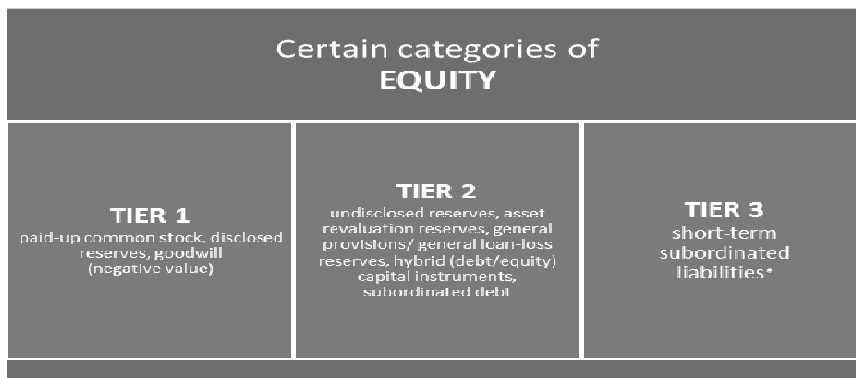 Certain categories of
EQUITY
TIER 1
paid-up common stock, disclosed
reserves, goodwill
(negative value)
TIER 2
undisclosed reserves, asset
revaluation reserves, general
provisions/ general loan-loss
reserves, hybrid (debt/equity)
capital instruments,
subordinated debt
TIER 3
short-term
subordinated
liabilities*